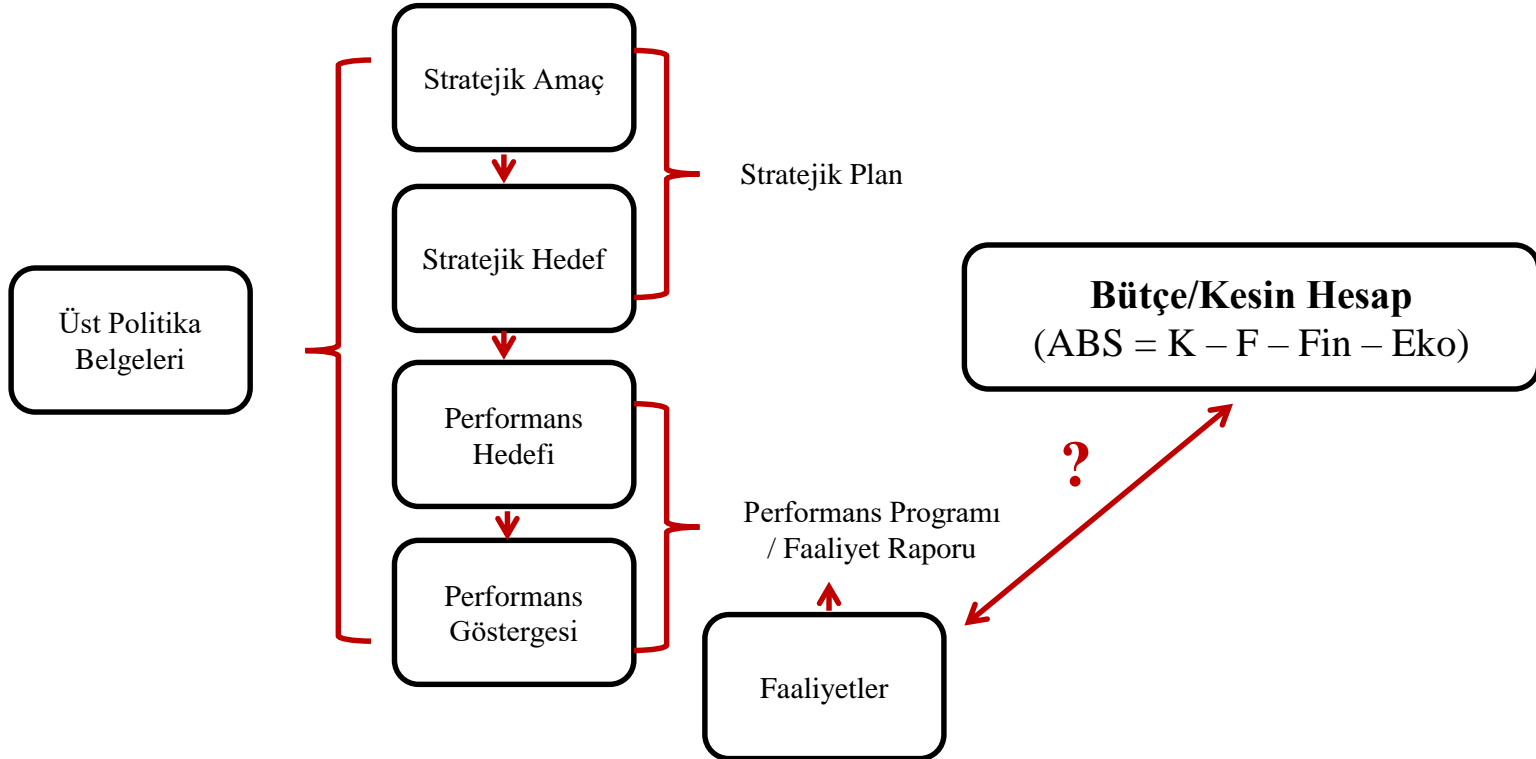 Stratejik Amaç
Stratejik Plan
Stratejik Hedef
Üst Politika
Belgeleri
Bütçe/Kesin Hesap
(ABS = K – F – Fin – Eko)
Performans
Hedefi
?
Performans Programı
/ Faaliyet Raporu
Performans
Göstergesi
Faaliyetler